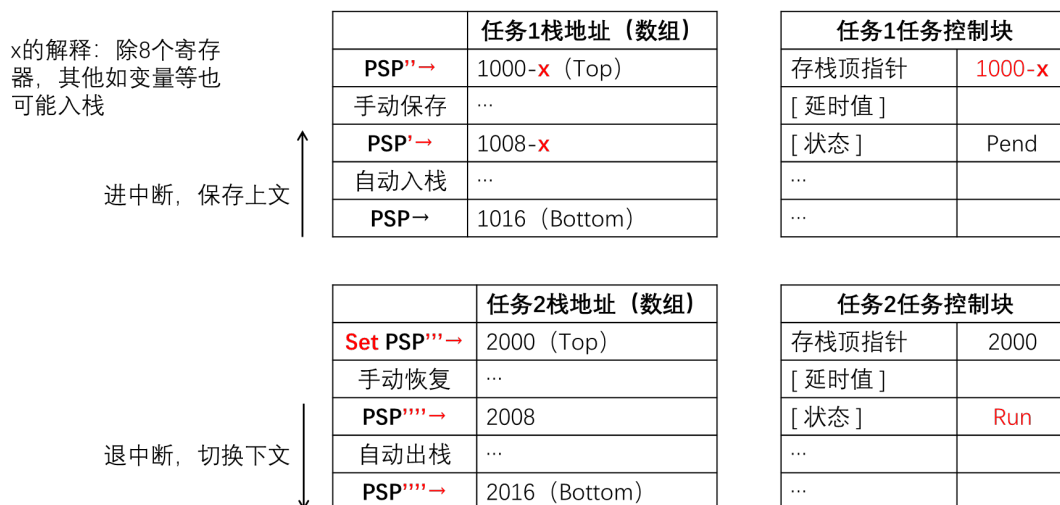 x的解释：除8个寄存
器，其他如变量等也
可能入栈
进中断，保存上文
任务1栈地址（数组）
PSP''→ 1000-x（Top）
手动保存 …
PSP'→ 1008-x
自动入栈 …
PSP→ 1016（Bottom）
任务1任务控制块
存栈顶指针 1000-x
[ 延时值 ]
[ 状态 ] Pend
…
…
退中断，切换下文
任务2栈地址（数组）
Set PSP'''→ 2000（Top）
手动恢复 …
PSP''''→ 2008
自动出栈 …
PSP''''→ 2016（Bottom）
任务2任务控制块
存栈顶指针 2000
[ 延时值 ]
[ 状态 ] Run
…
…